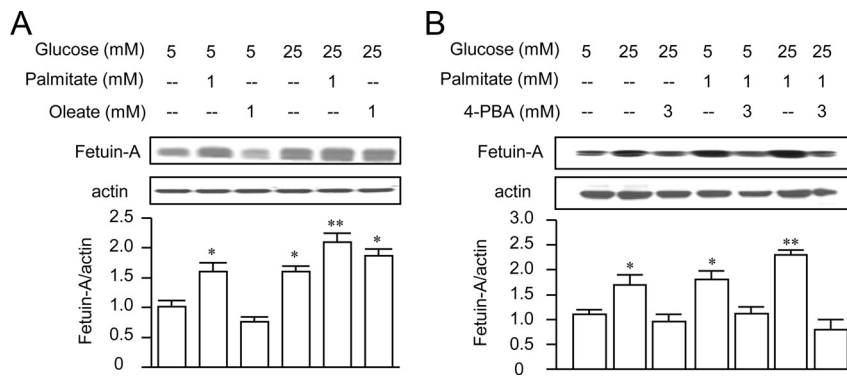 A
Glucose (mM) 5 5 5 25 25 25
Palmitate (mM) -- 1 -- -- 1 --
Oleate (mM) -- -- 1 -- -- 1
Fetuin-A
actin
Fetuin-A/actin
2.5
2.0
1.5
1.0
0.5
0
* * ** *
B
Glucose (mM) 5 25 25 5 5 25 25
Palmitate (mM) -- -- -- 1 1 1 1
4-PBA (mM) -- -- 3 -- 3 -- 3
Fetuin-A
actin
Fetuin-A/actin
3.0
2.5
2.0
1.5
1.0
0.5
0.0
* * **